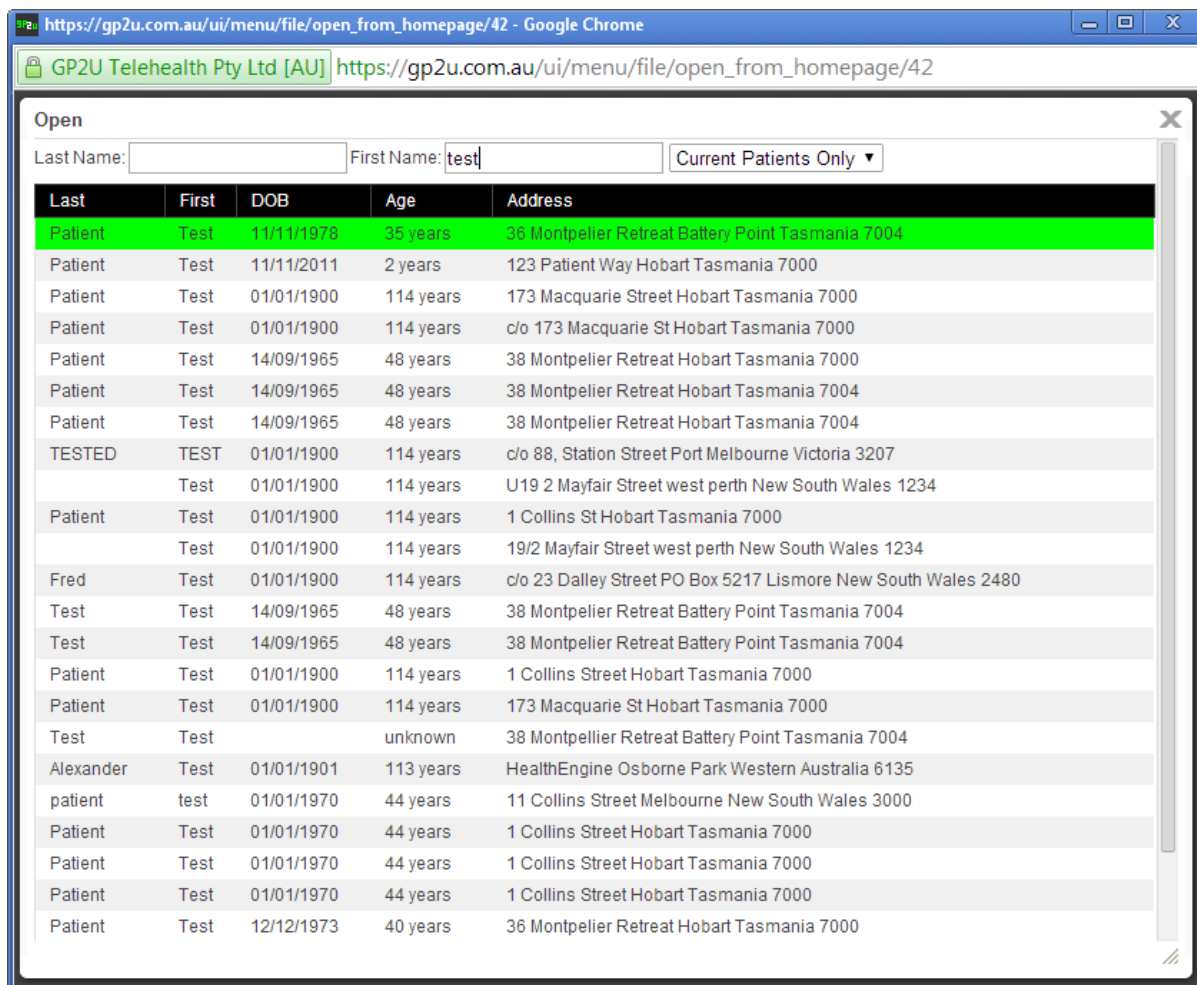 https://gp2u.com.au/ui/menu/file/open_from_homepage/42 - Google Chrome
GP2U Telehealth Pty Ltd [AU] https://gp2u.com.au/ui/menu/file/open_from_homepage/42
Open
Last Name: First Name: test Current Patients Only
Last First DOB Age Address
Patient Test 11/11/1978 35 years 36 Montpelier Retreat Battery Point Tasmania 7004
Patient Test 11/11/2011 2 years 123 Patient Way Hobart Tasmania 7000
Patient Test 01/01/1900 114 years 173 Macquarie Street Hobart Tasmania 7000
Patient Test 01/01/1900 114 years c/o 173 Macquarie St Hobart Tasmania 7000
Patient Test 14/09/1965 48 years 38 Montpelier Retreat Hobart Tasmania 7000
Patient Test 14/09/1965 48 years 38 Montpelier Retreat Hobart Tasmania 7004
Patient Test 14/09/1965 48 years 38 Montpelier Retreat Hobart Tasmania 7004
TESTED TEST 01/01/1900 114 years c/o 88, Station Street Port Melbourne Victoria 3207
Test 01/01/1900 114 years U19 2 Mayfair Street west perth New South Wales 1234
Patient Test 01/01/1900 114 years 1 Collins St Hobart Tasmania 7000
Test 01/01/1900 114 years 19/2 Mayfair Street west perth New South Wales 1234
Fred Test 01/01/1900 114 years c/o 23 Dalley Street PO Box 5217 Lismore New South Wales 2480
Test Test 14/09/1965 48 years 38 Montpelier Retreat Battery Point Tasmania 7004
Test Test 14/09/1965 48 years 38 Montpelier Retreat Battery Point Tasmania 7004
Patient Test 01/01/1900 114 years 1 Collins Street Hobart Tasmania 7000
Patient Test 01/01/1900 114 years 173 Macquarie St Hobart Tasmania 7000
Test Test unknown 38 Montpellier Retreat Battery Point Tasmania 7004
Alexander Test 01/01/1901 113 years HealthEngine Osborne Park Western Australia 6135
patient test 01/01/1970 44 years 11 Collins Street Melbourne New South Wales 3000
Patient Test 01/01/1970 44 years 1 Collins Street Hobart Tasmania 7000
Patient Test 01/01/1970 44 years 1 Collins Street Hobart Tasmania 7000
Patient Test 01/01/1970 44 years 1 Collins Street Hobart Tasmania 7000
Patient Test 12/12/1973 40 years 36 Montpelier Retreat Hobart Tasmania 7000